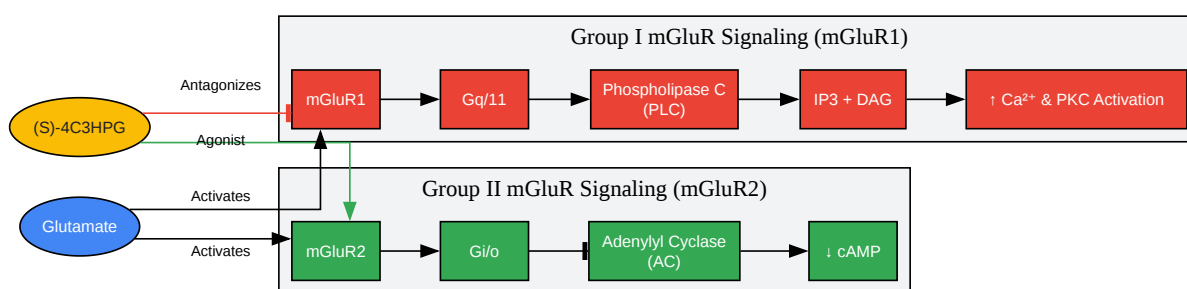 Group I mGluR Signaling (mGluR1)
Antagonizes
mGluR1
Gq/11
Phospholipase C
(PLC)
IP3 + DAG
↑ Ca²⁺ & PKC Activation
(S)-4C3HPG
Agonist
Group II mGluR Signaling (mGluR2)
Activates
Glutamate
Activates
mGluR2
Gi/o
Adenylyl Cyclase
(AC)
↓ cAMP